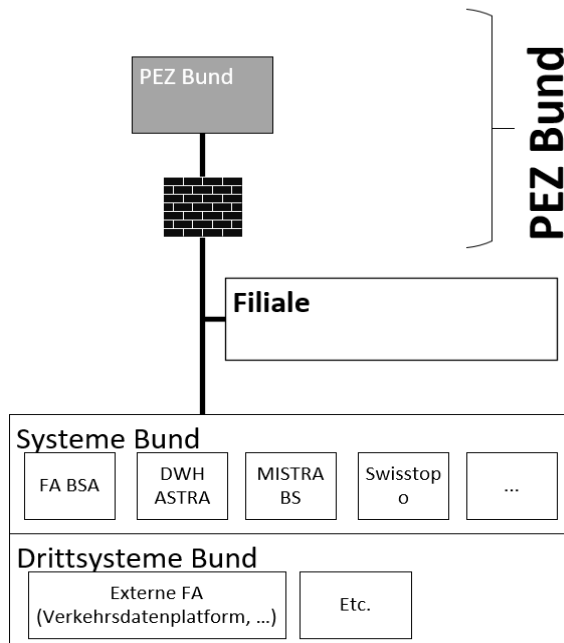 PEZ Bund
PEZ Bund
Filiale
Systeme Bund
FA BSA
DWH
ASTRA
MISTRA
BS
Swisstop
o
...
Drittsysteme Bund
Externe FA
(Verkehrsdatenplatform, ...)
Etc.